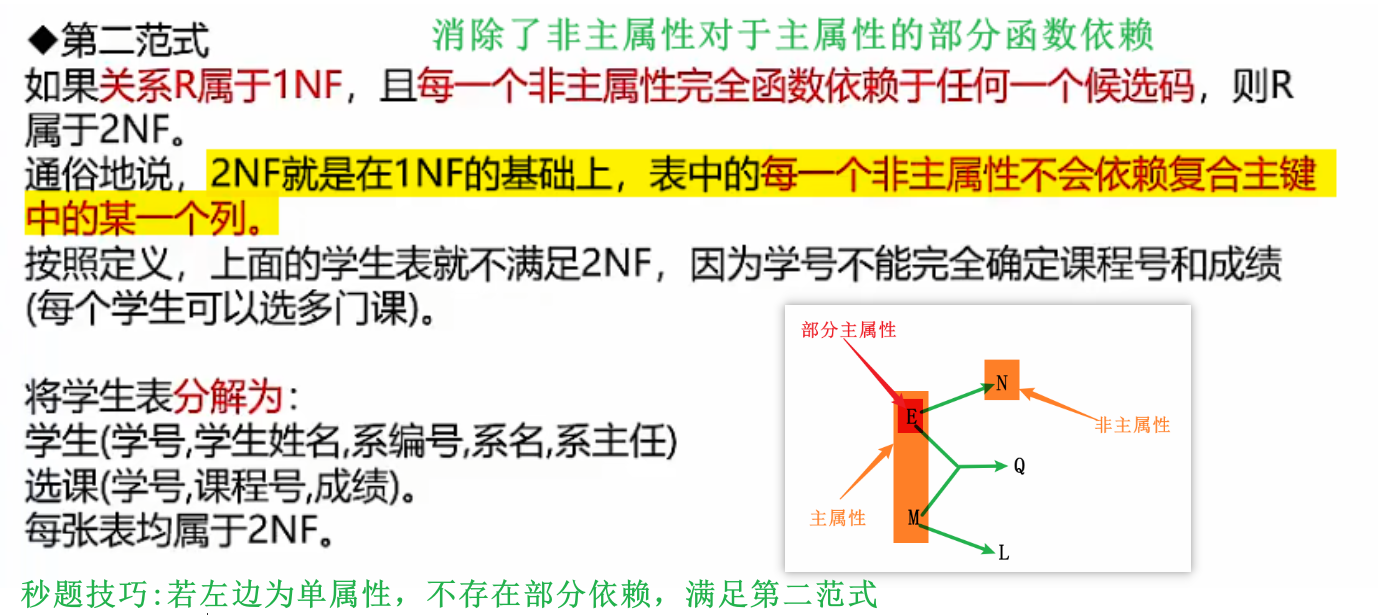 ◆第二范式
消除了非主属性对于主属性的部分函数依赖
如果关系R属于1NF，且每一个非主属性完全函数依赖于任何一个候选码，则R
属于2NF。
通俗地说，2NF就是在1NF的基础上，表中的每一个非主属性不会依赖复合主键
中的某一个列。
按照定义，上面的学生表就不满足2NF，因为学号不能完全确定课程号和成绩
(每个学生可以选多门课)。
将学生表分解为：
学生(学号,学生姓名,系编号,系名,系主任)
选课(学号,课程号,成绩)。
每张表均属于2NF。
部分主属性
N
E
非主属性
Q
主属性
M
L
秒题技巧:若左边为单属性，不存在部分依赖，满足第二范式